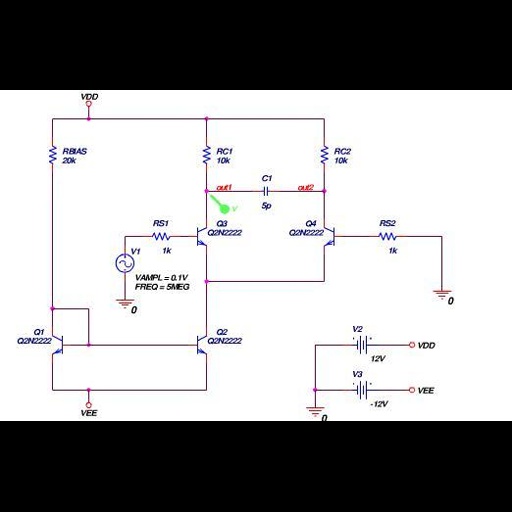 VDD
RBIAS
20k
RC1
10k
RC2
10k
C1
out1
out2
5p
V
RS1
1k
Q3
Q2N2222
Q4
Q2N2222
RS2
1k
V1
VAMPL = 0.1V
FREQ = 5MEG
0
0
Q1
Q2N2222
Q2
Q2N2222
V2
VDD
12V
V3
VEE
-12V
VEE
0